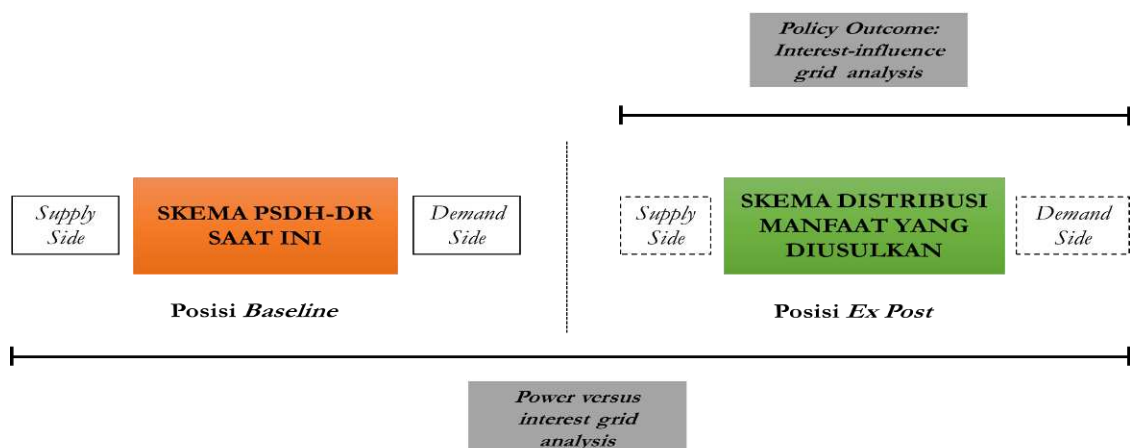 Policy Outcome:
Interest-influence
grid analysis
Supply
Side
SKEMA PSDH-DR
SAAT INI
Demand
Side
Supply
Side
SKEMA DISTRIBUSI
MANFAAT YANG
DIUSULKAN
Demand
Side
Posisi Baseline
Posisi Ex Post
Power versus
interest grid
analysis